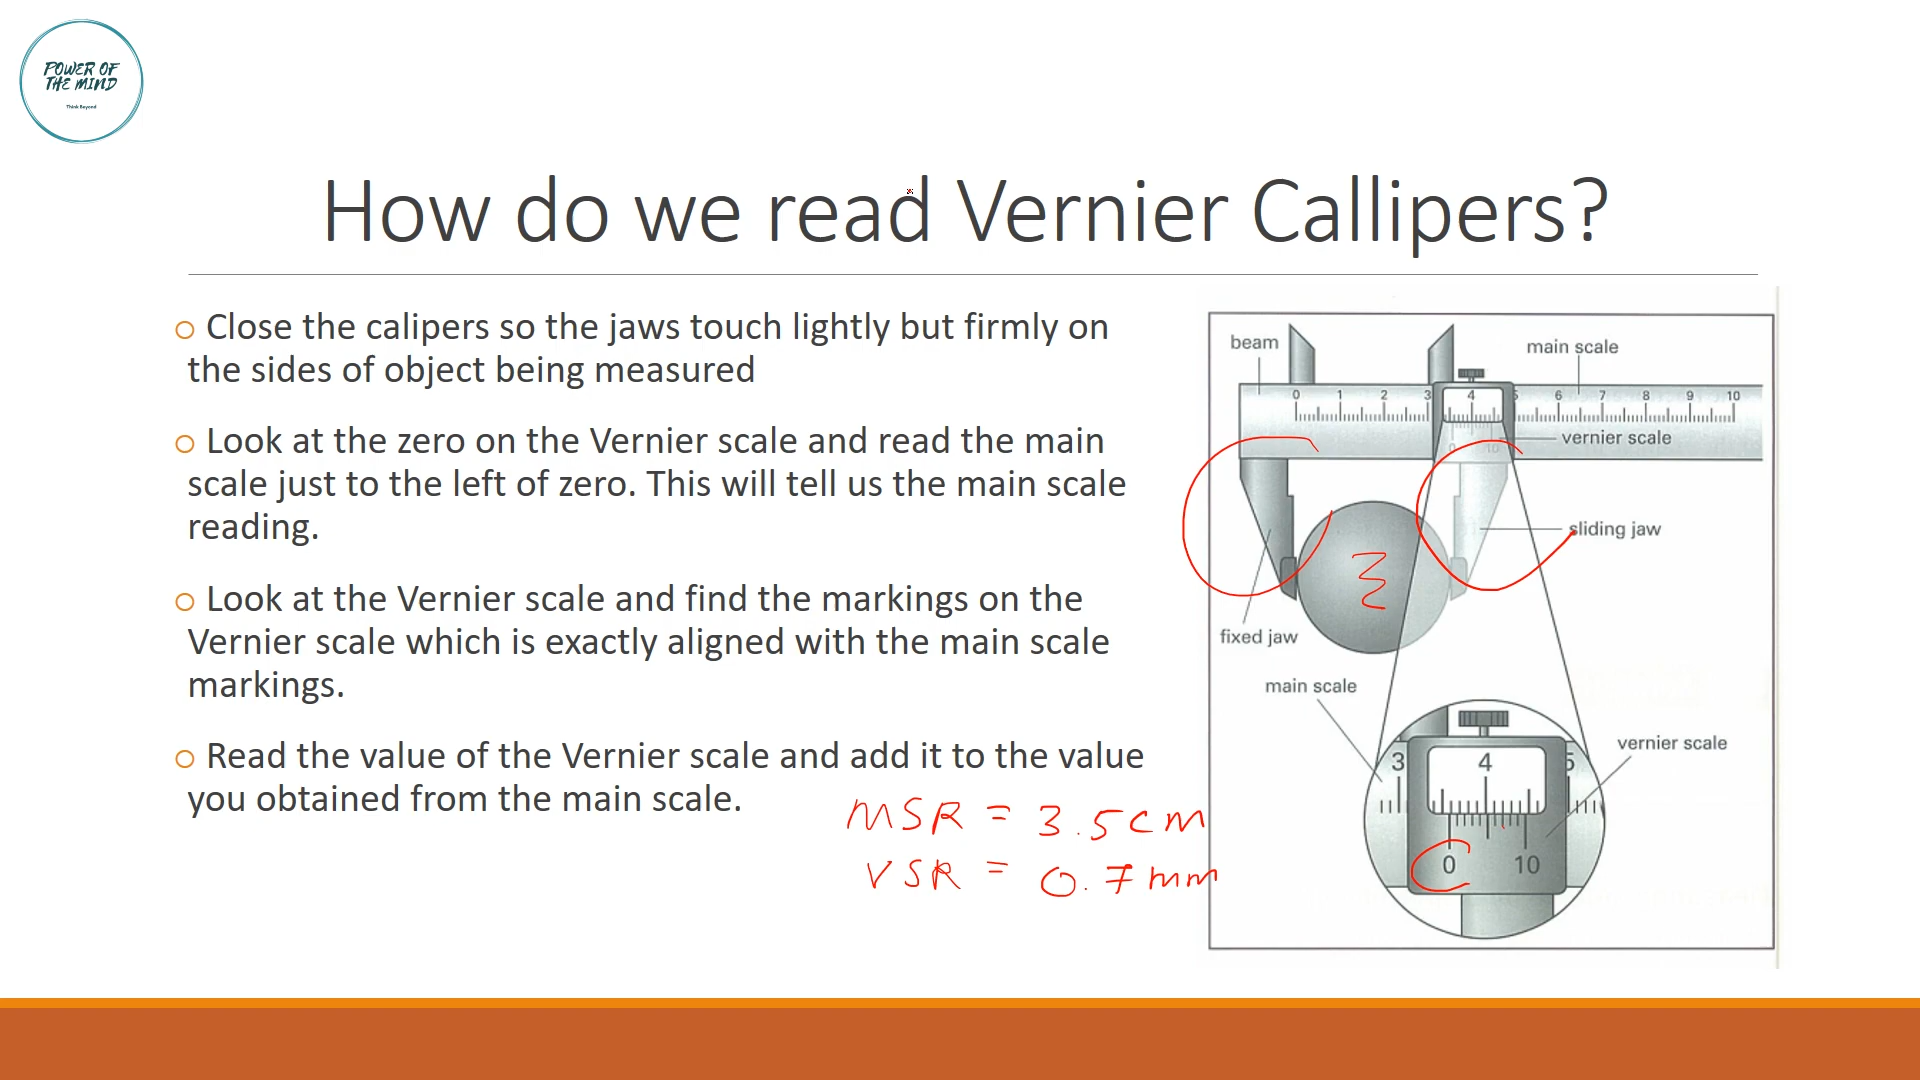 POWER OF
THE MIND
Think Beyond
How do we read Vernier Callipers?
Close the calipers so the jaws touch lightly but firmly on
the sides of object being measured
Look at the zero on the Vernier scale and read the main
scale just to the left of zero. This will tell us the main scale
reading.
Look at the Vernier scale and find the markings on the
Vernier scale which is exactly aligned with the main scale
markings.
Read the value of the Vernier scale and add it to the value
you obtained from the main scale.
MSR = 3.5cm
VSR = 0.7mm
beam
main scale
0 1 2 3 4 5 6 7 8 9 10
0 10
vernier scale
sliding jaw
fixed jaw
main scale
vernier scale
3 4 5
0 10